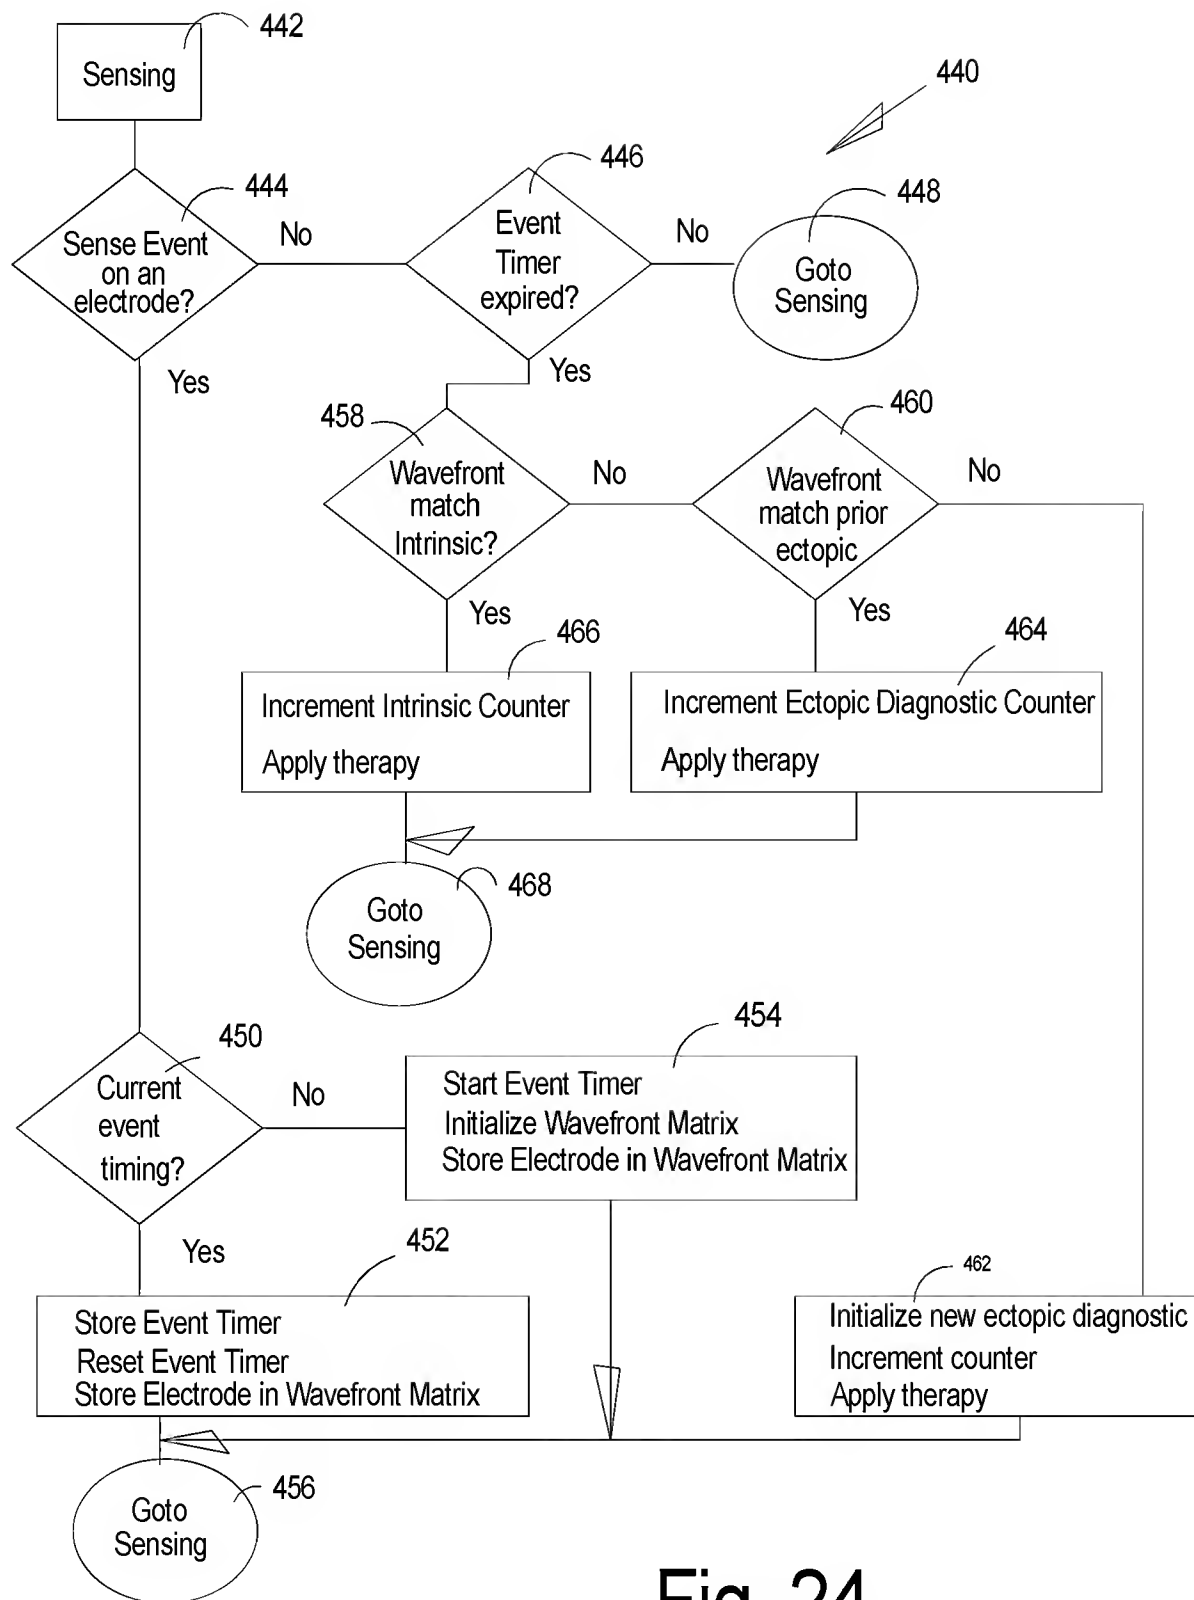 442
Sensing
440
446
444
448
Sense Event
on an
electrode?
No
Event
Timer
expired?
No
Goto
Sensing
Yes
Yes
458
460
Wavefront
match
Intrinsic?
No
Wavefront
match prior
ectopic
No
Yes
Yes
466
464
Increment Intrinsic Counter
Apply therapy
Increment Ectopic Diagnostic Counter
Apply therapy
468
Goto
Sensing
450
454
Current
event
timing?
No
Start Event Timer
Initialize Wavefront Matrix
Store Electrode in Wavefront Matrix
Yes
452
462
Store Event Timer
Reset Event Timer
Store Electrode in Wavefront Matrix
Initialize new ectopic diagnostic
Increment counter
Apply therapy
456
Goto
Sensing
Fig. 24